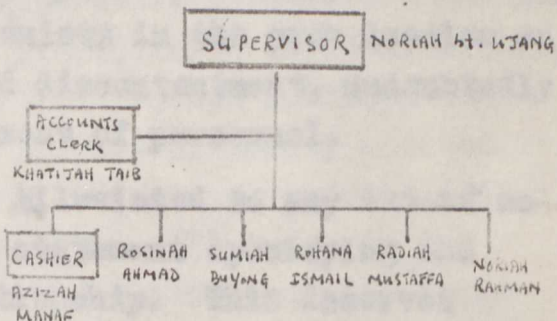 SUPERVISOR NORIAH bt. UJANG
ACCOUNTS
CLERK
KHATIJAH TAIB
CASHIER
AZIZAH
MANAF
ROSINAH
AHMAD
SUMIAH
BUYONG
ROHANA
ISMAIL
RADIAH
MUSTAFFA
NORIAH
RAHMAN